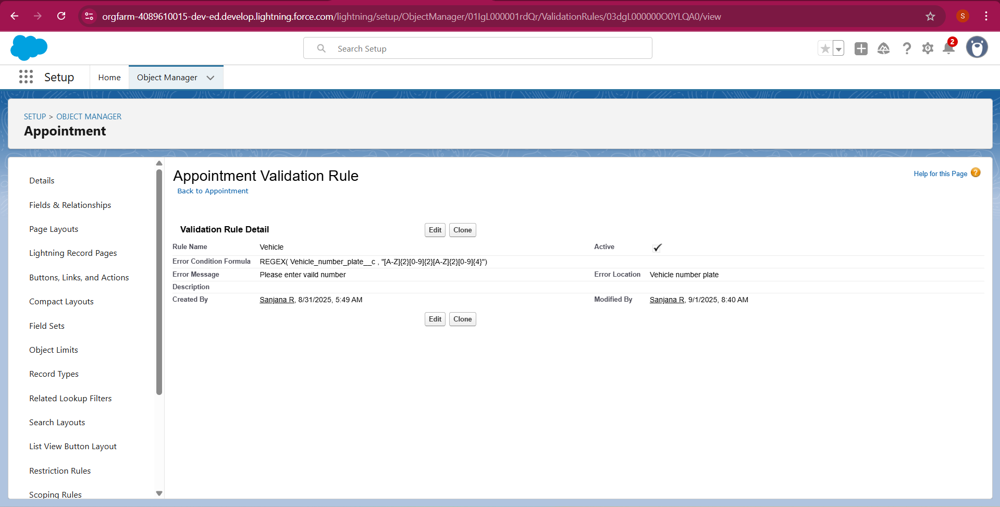 orgfarm-4089610015-dev-ed.develop.lightning.force.com/lightning/setup/ObjectManager/01IgL000001rdQr/ValidationRules/03dgL000000O0YLQA0/view
S
Search Setup
2
Setup
Home
Object Manager
SETUP > OBJECT MANAGER
Appointment
Details
Fields & Relationships
Page Layouts
Lightning Record Pages
Buttons, Links, and Actions
Compact Layouts
Field Sets
Object Limits
Record Types
Related Lookup Filters
Search Layouts
List View Button Layout
Restriction Rules
Scoping Rules
Appointment Validation Rule
Help for this Page ?
Back to Appointment
Validation Rule Detail Edit Clone
Rule Name Vehicle Active
Error Condition Formula REGEX( Vehicle_number_plate__c , "[A-Z]{2}[0-9]{2}[A-Z]{2}[0-9]{4}")
Error Message Please enter vaild number Error Location Vehicle number plate
Description
Created By Sanjana R, 8/31/2025, 5:49 AM Modified By Sanjana R, 9/1/2025, 8:40 AM
Edit Clone